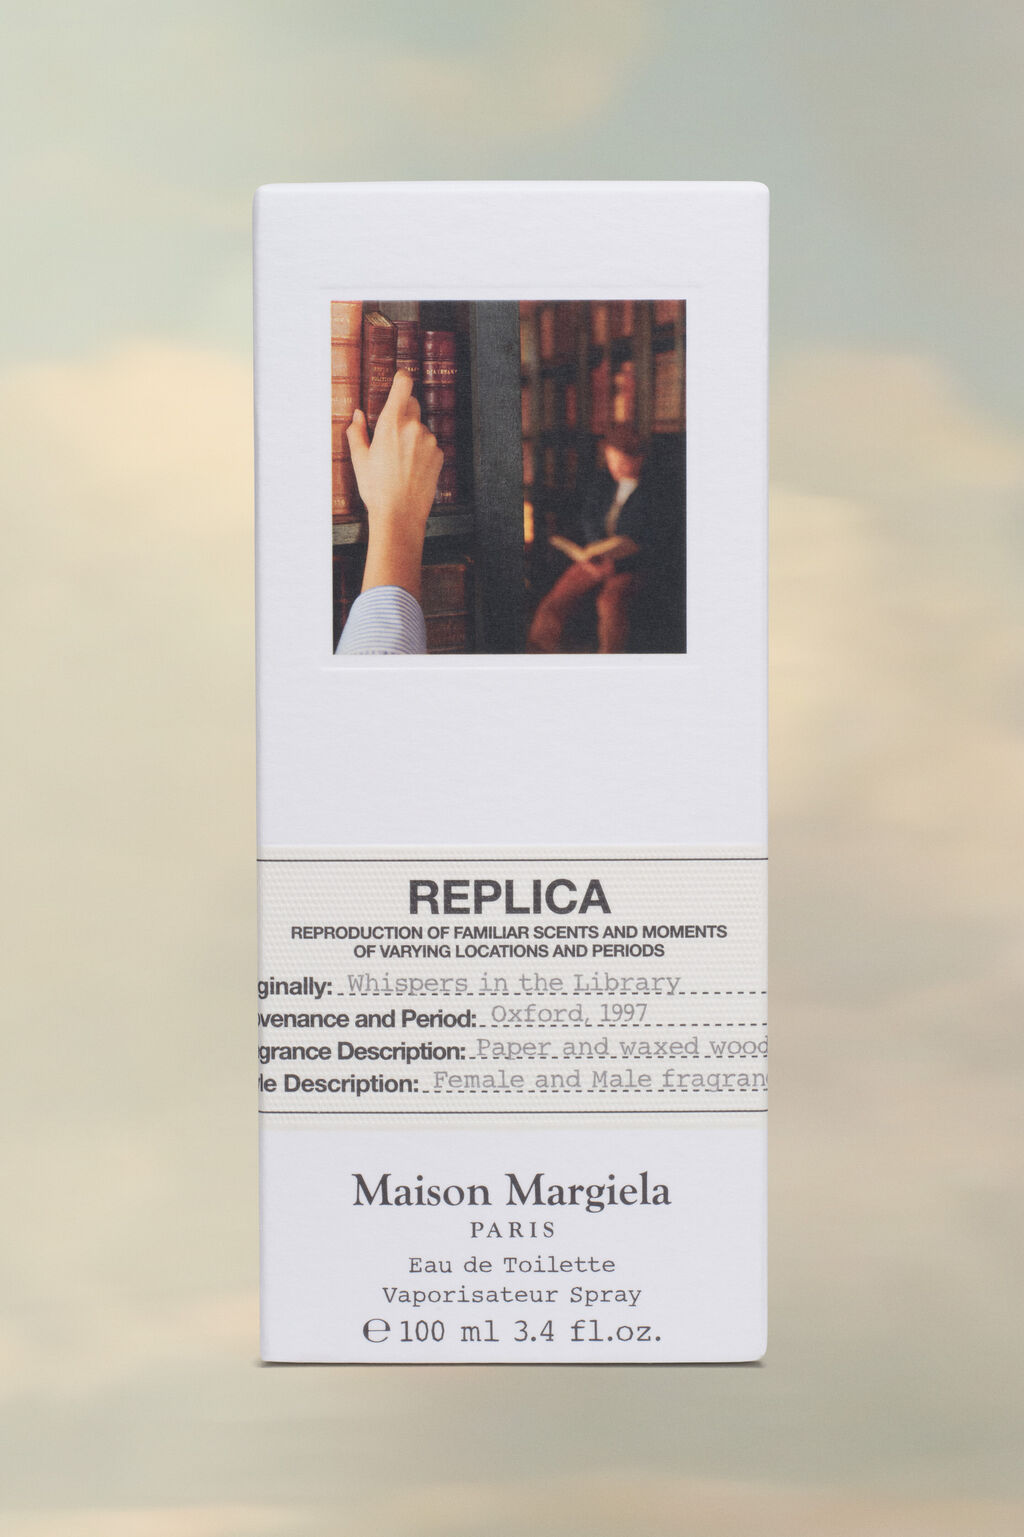 REPLICA
REPRODUCTION OF FAMILIAR SCENTS AND MOMENTS
OF VARYING LOCATIONS AND PERIODS
ginally: Whispers in the Library
venance and Period: Oxford, 1997
grance Description: Paper and waxed wood
le Description: Female and Male fragran
Maison Margiela
PARIS
Eau de Toilette
Vaporisateur Spray
℮ 100 ml 3.4 fl.oz.